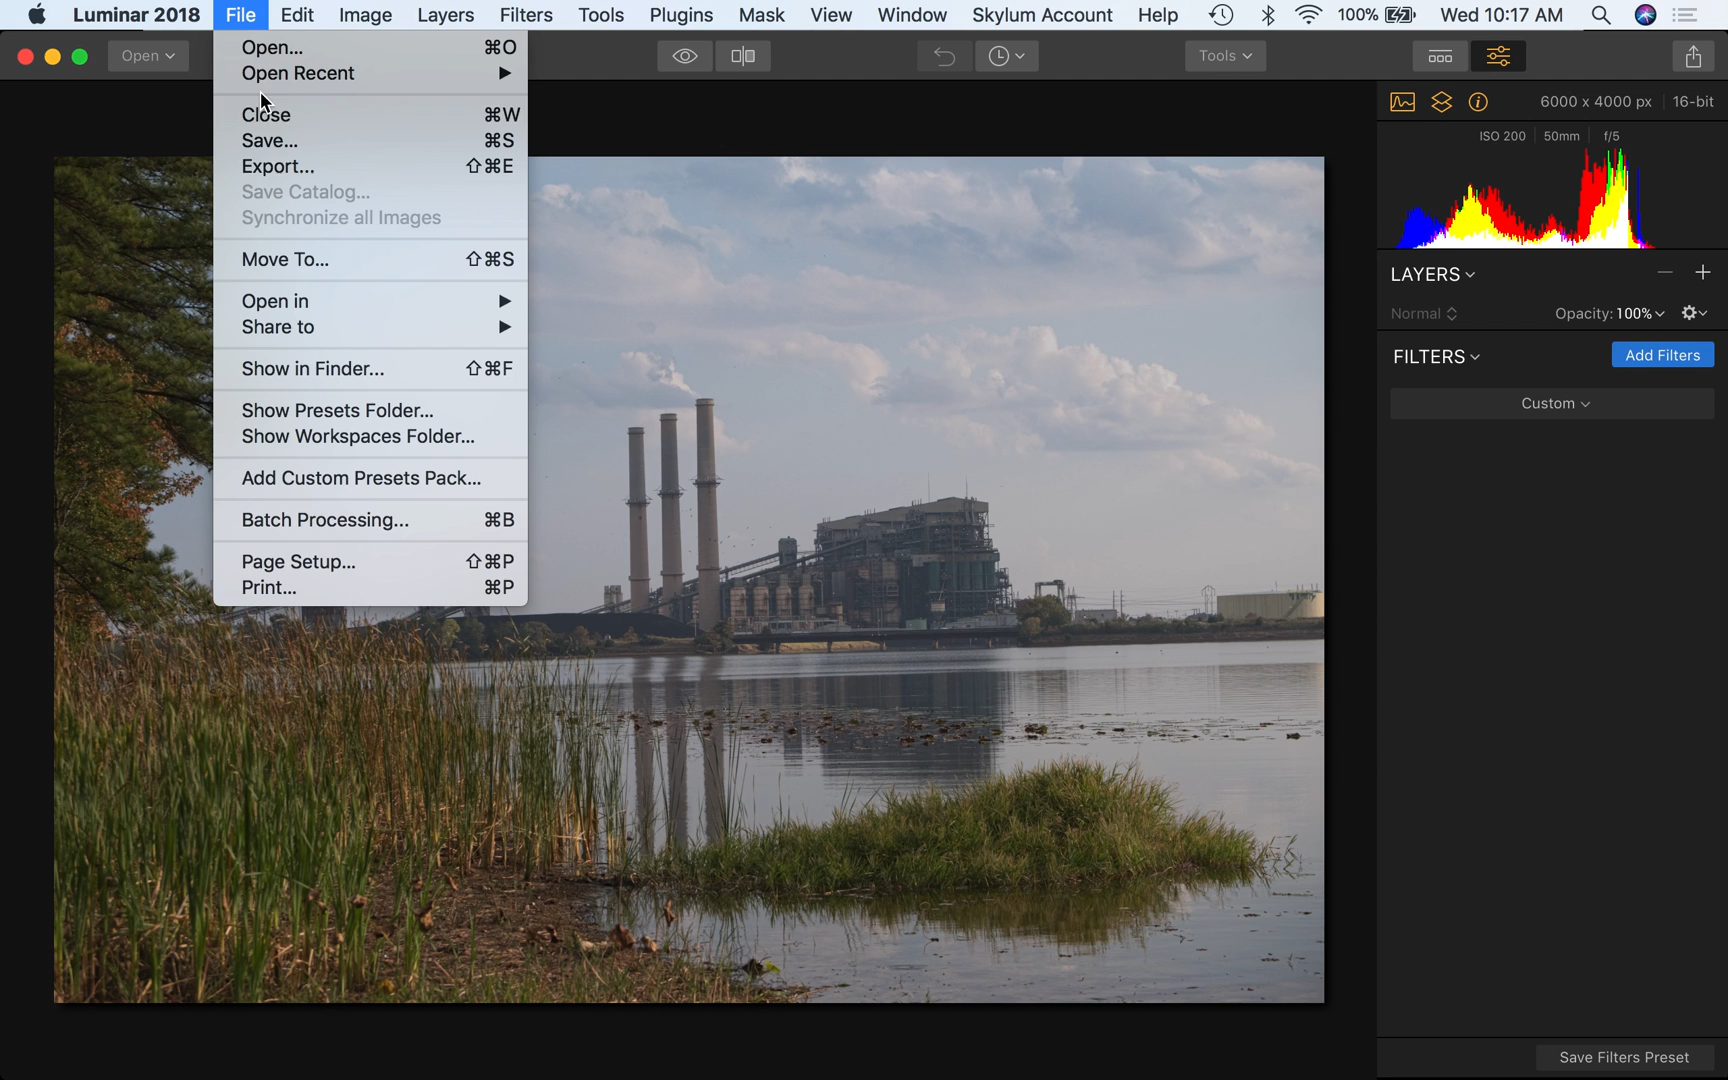 Luminar 2018 File Edit Image Layers Filters Tools Plugins Mask View Window Skylum Account Help 100% Wed 10:17 AM
Open Tools
Open... ⌘O
Open Recent ▶
Close ⌘W
Save... ⌘S
Export... ⇧⌘E
Save Catalog...
Synchronize all Images
Move To... ⇧⌘S
Open in ▶
Share to ▶
Show in Finder... ⇧⌘F
Show Presets Folder...
Show Workspaces Folder...
Add Custom Presets Pack...
Batch Processing... ⌘B
Page Setup... ⇧⌘P
Print... ⌘P
6000 x 4000 px 16-bit
ISO 200 50mm f/5
LAYERS
Normal Opacity: 100%
FILTERS Add Filters
Custom
Save Filters Preset